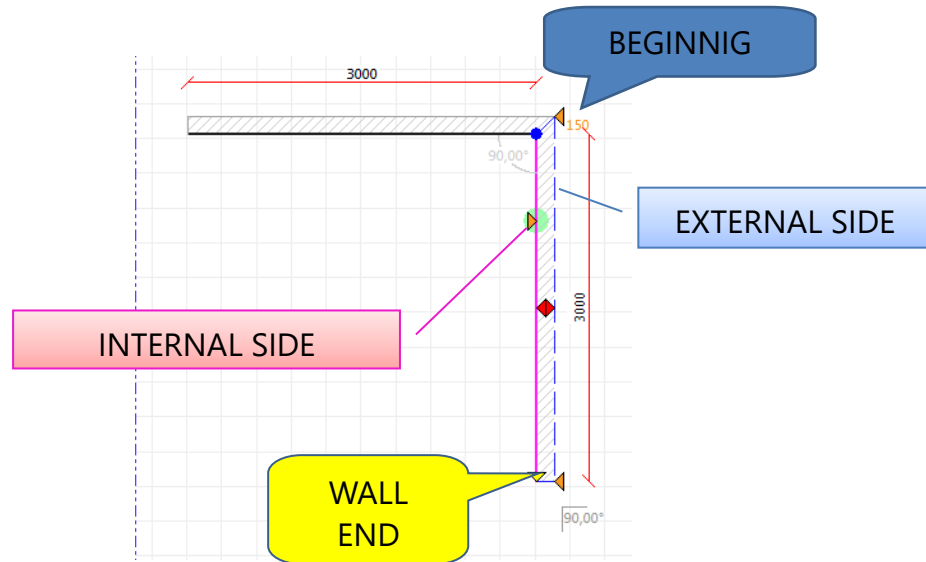 BEGINNIG
3000
150
90,00°
EXTERNAL SIDE
3000
INTERNAL SIDE
WALL
END
90,00°